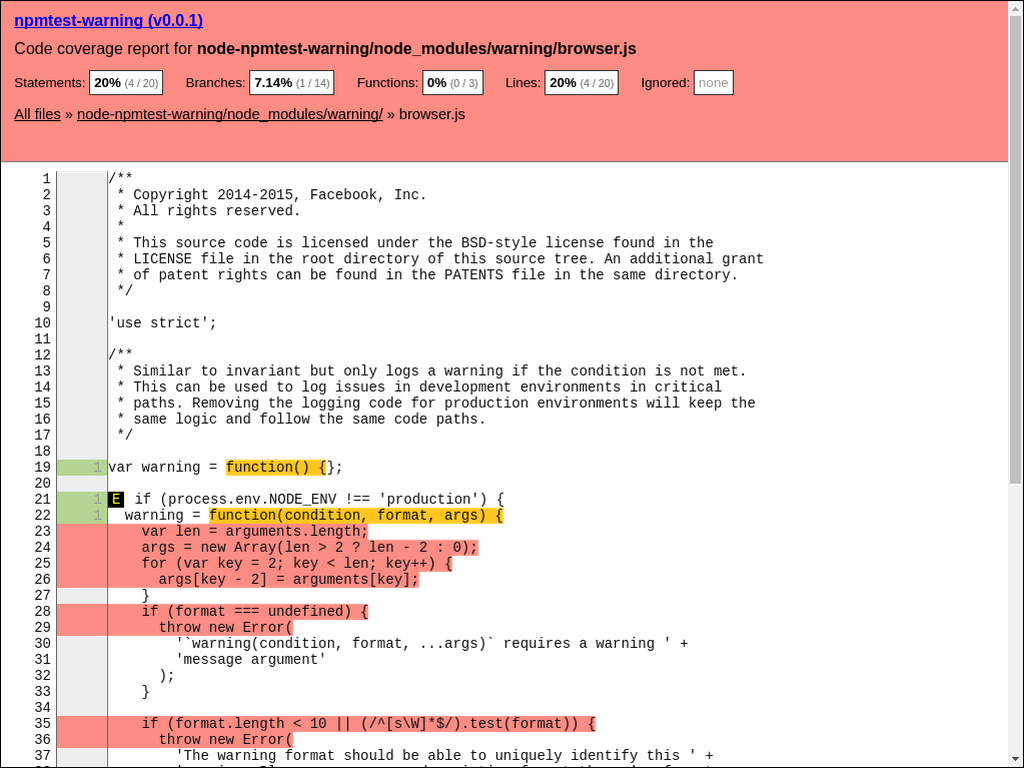 npmtest-warning (v0.0.1)
Code coverage report for node-npmtest-warning/node_modules/warning/browser.js
Statements: 20% (4 / 20) Branches: 7.14% (1 / 14) Functions: 0% (0 / 3) Lines: 20% (4 / 20) Ignored: none
All files » node-npmtest-warning/node_modules/warning/ » browser.js
1 /**
2  * Copyright 2014-2015, Facebook, Inc.
3  * All rights reserved.
4  *
5  * This source code is licensed under the BSD-style license found in the
6  * LICENSE file in the root directory of this source tree. An additional grant
7  * of patent rights can be found in the PATENTS file in the same directory.
8  */
9
10 'use strict';
11
12 /**
13  * Similar to invariant but only logs a warning if the condition is not met.
14  * This can be used to log issues in development environments in critical
15  * paths. Removing the logging code for production environments will keep the
16  * same logic and follow the same code paths.
17  */
18
19 1 var warning = function() {};
20
21 1 E if (process.env.NODE_ENV !== 'production') {
22 1   warning = function(condition, format, args) {
23     var len = arguments.length;
24     args = new Array(len > 2 ? len - 2 : 0);
25     for (var key = 2; key < len; key++) {
26       args[key - 2] = arguments[key];
27     }
28     if (format === undefined) {
29       throw new Error(
30         '`warning(condition, format, ...args)` requires a warning ' +
31         'message argument'
32       );
33     }
34
35     if (format.length < 10 || (/^[s\W]*$/).test(format)) {
36       throw new Error(
37         'The warning format should be able to uniquely identify this ' +